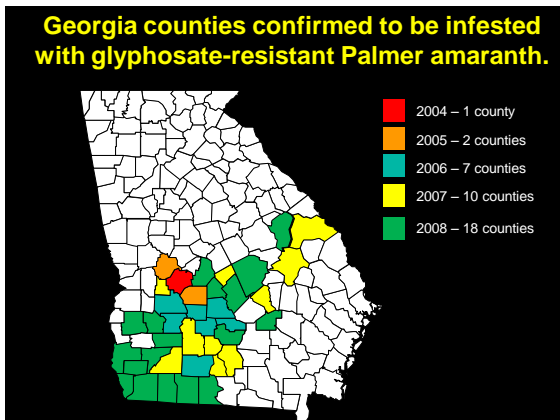 Georgia counties confirmed to be infested
with glyphosate-resistant Palmer amaranth.
2004 – 1 county
2005 – 2 counties
2006 – 7 counties
2007 – 10 counties
2008 – 18 counties